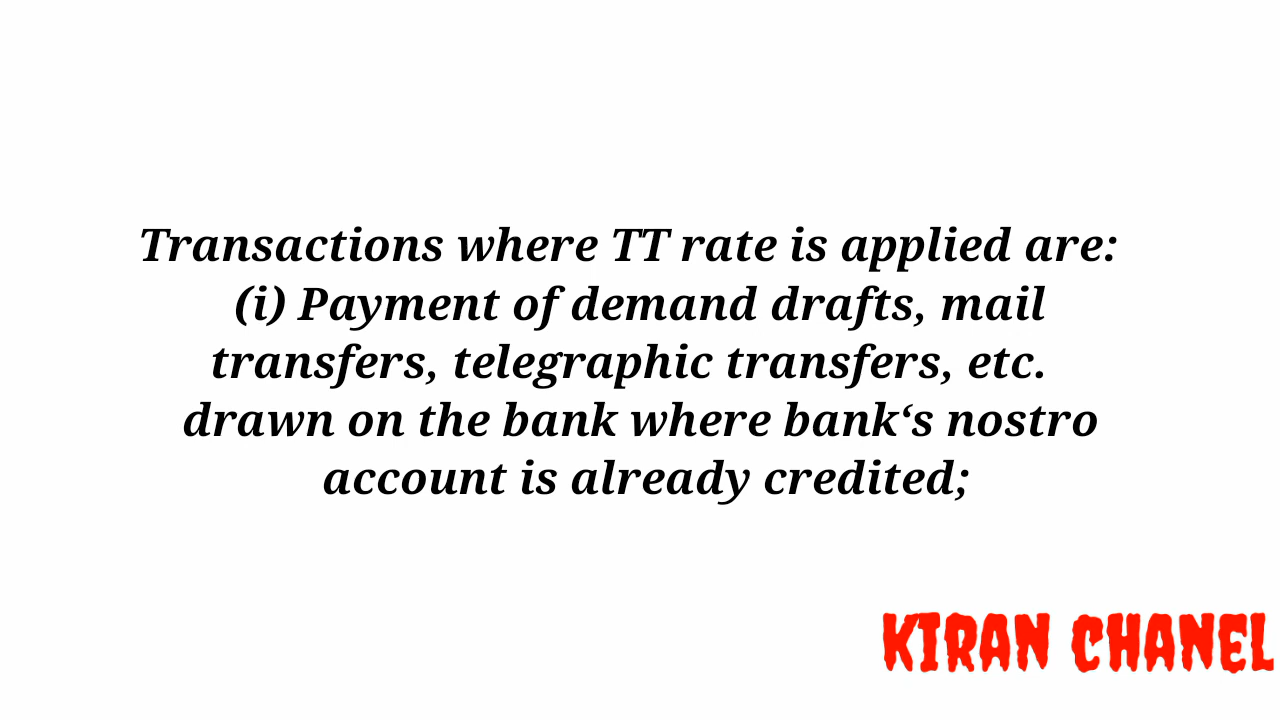 Transactions where TT rate is applied are:
(i) Payment of demand drafts, mail
transfers, telegraphic transfers, etc.
drawn on the bank where bank‘s nostro
account is already credited;
KIRAN CHANEL